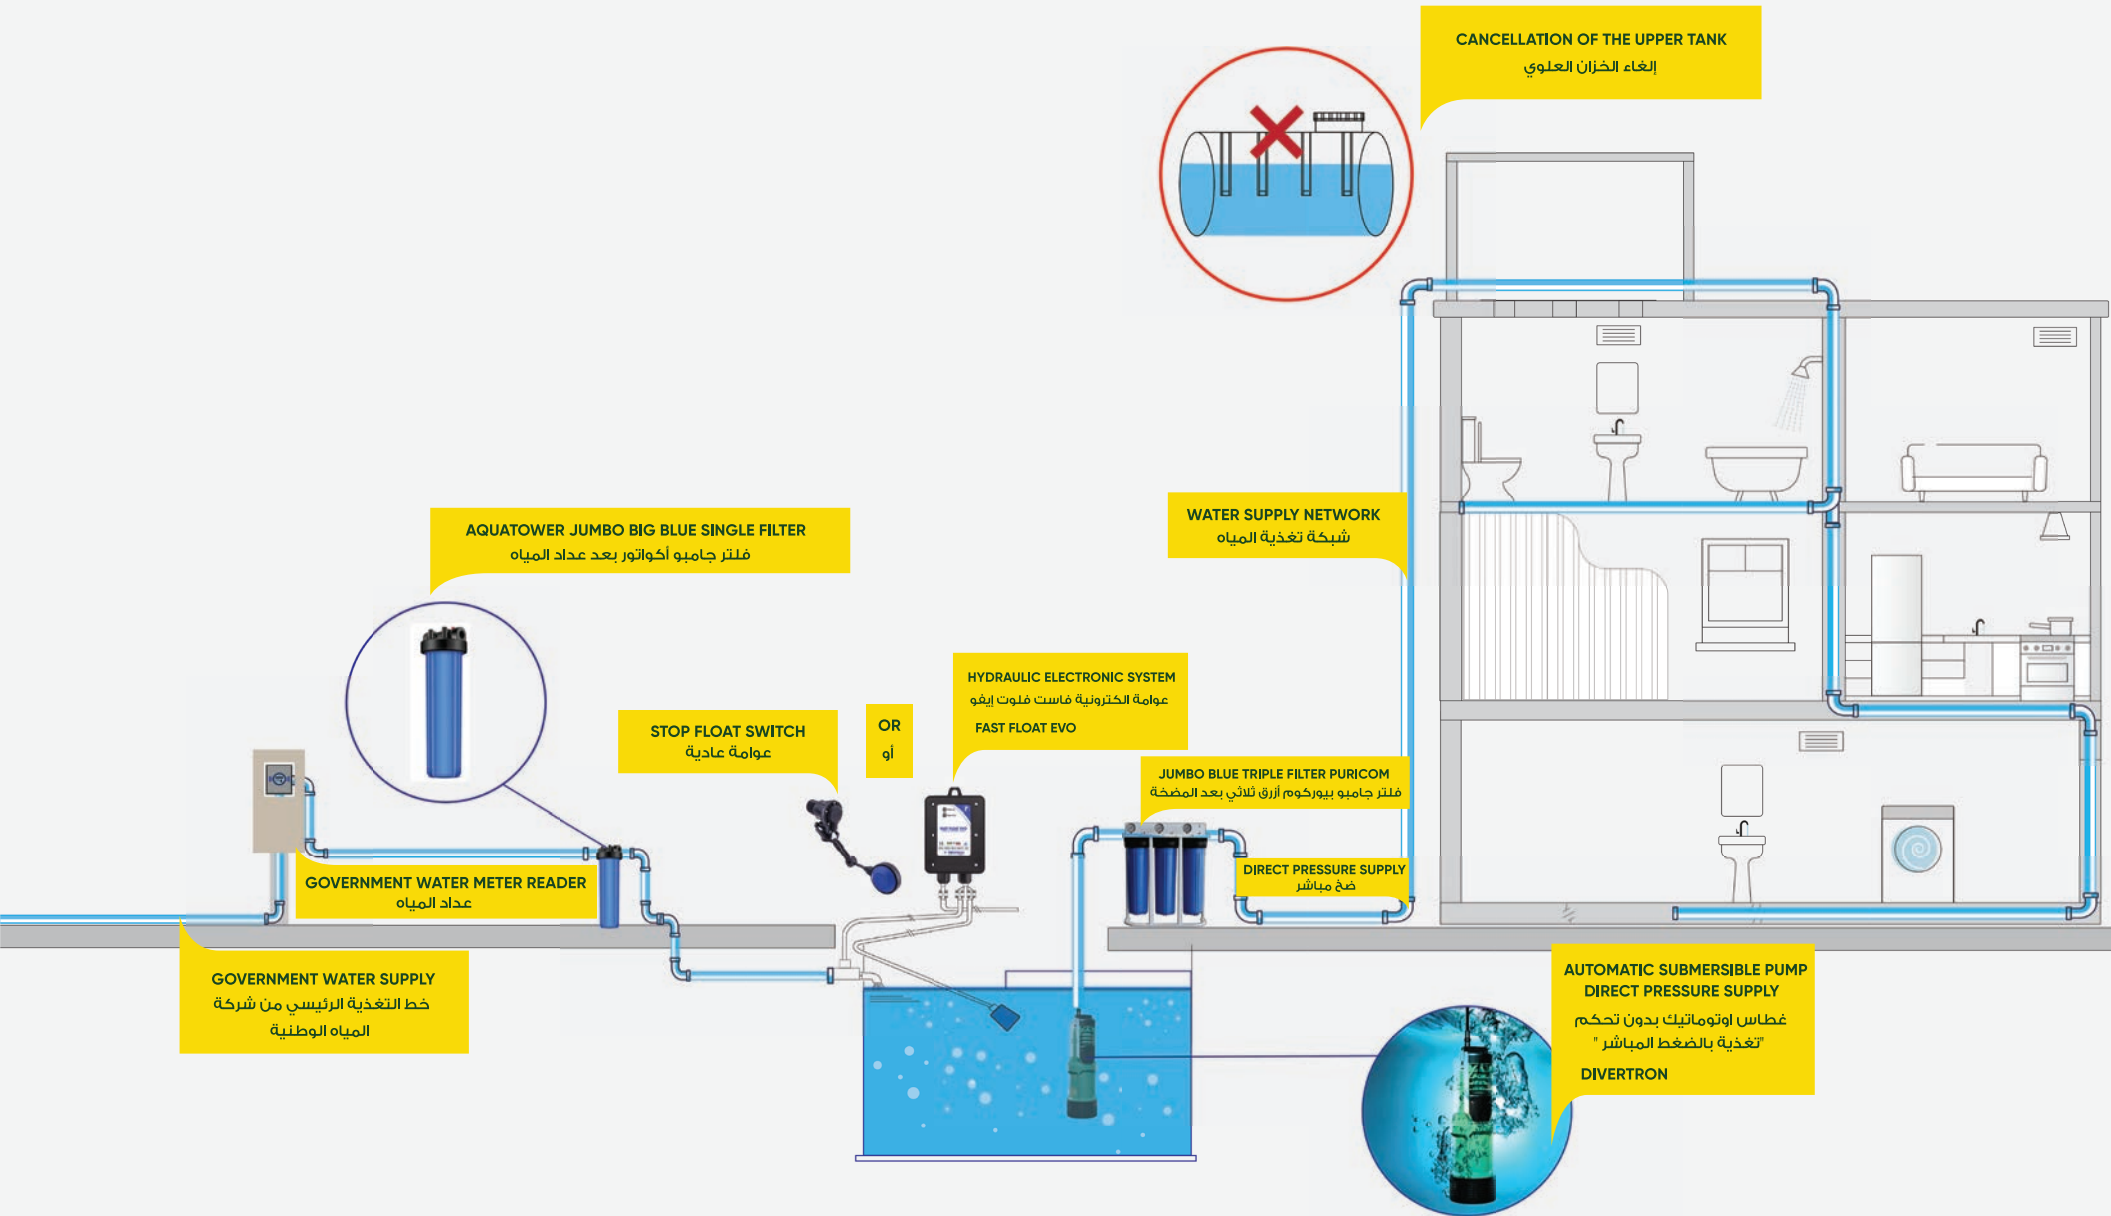 CANCELLATION OF THE UPPER TANK
إلغاء الخزان العلوي
AQUATOWER JUMBO BIG BLUE SINGLE FILTER
فلتر جامبو أكواتور بعد عداد المياه
WATER SUPPLY NETWORK
شبكة تغذية المياه
HYDRAULIC ELECTRONIC SYSTEM
عوامة الكترونية فاست فلوت إيفو
FAST FLOAT EVO
STOP FLOAT SWITCH
عوامة عادية
OR
أو
JUMBO BLUE TRIPLE FILTER PURICOM
فلتر جامبو بيوركوم أزرق ثلاثي بعد المضخة
DIRECT PRESSURE SUPPLY
ضخ مباشر
GOVERNMENT WATER METER READER
عداد المياه
GOVERNMENT WATER SUPPLY
خط التغذية الرئيسي من شركة
المياه الوطنية
AUTOMATIC SUBMERSIBLE PUMP
DIRECT PRESSURE SUPPLY
غطاس اوتوماتيك بدون تحكم
"تغذية بالضغط المباشر "
DIVERTRON